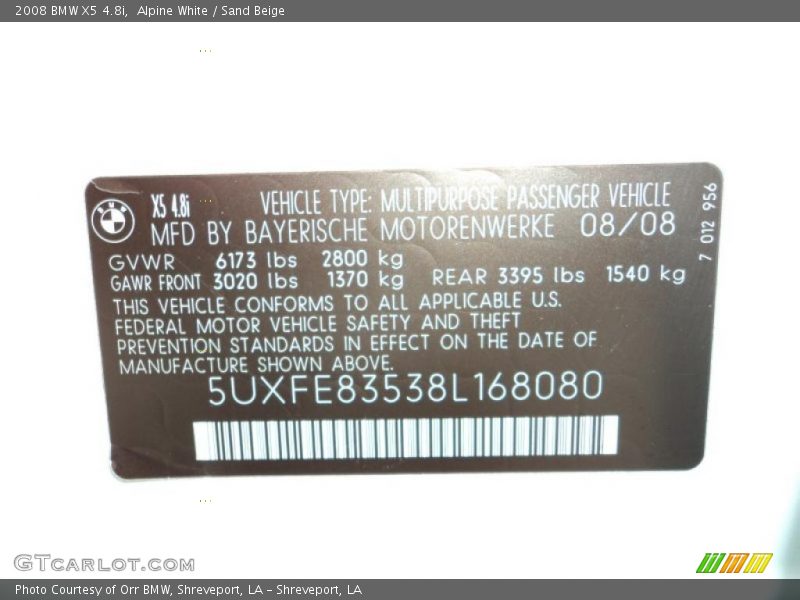 2008 BMW X5 4.8i, Alpine White / Sand Beige
BMW
X5 4.8i
VEHICLE TYPE: MULTIPURPOSE PASSENGER VEHICLE
MFD BY BAYERISCHE MOTORENWERKE 08/08
GVWR 6173 lbs 2800 kg
GAWR FRONT 3020 lbs 1370 kg REAR 3395 lbs 1540 kg
THIS VEHICLE CONFORMS TO ALL APPLICABLE U.S.
FEDERAL MOTOR VEHICLE SAFETY AND THEFT
PREVENTION STANDARDS IN EFFECT ON THE DATE OF
MANUFACTURE SHOWN ABOVE.
5UXFE83538L168080
7 012 956
GTcarlot.com
Photo Courtesy of Orr BMW, Shreveport, LA – Shreveport, LA